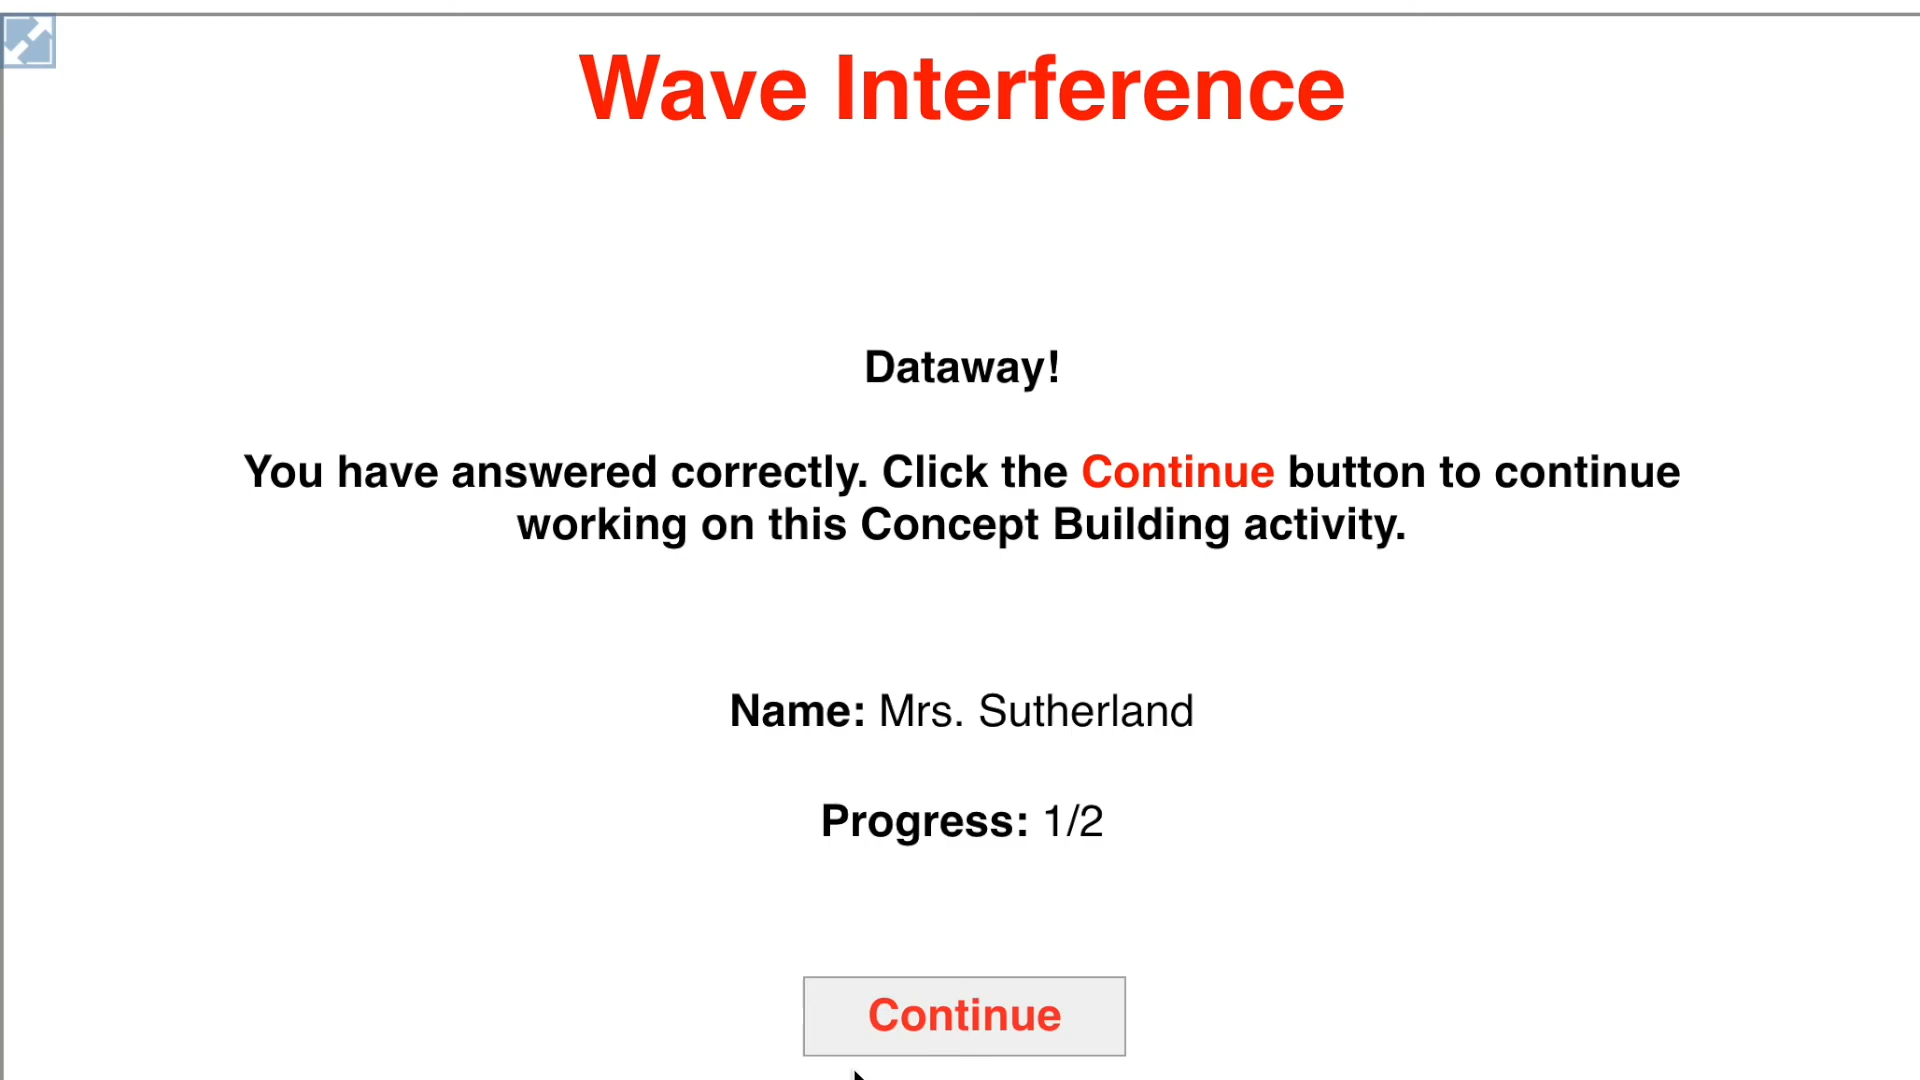 Wave Interference
Dataway!
You have answered correctly. Click the Continue button to continue
working on this Concept Building activity.
Name: Mrs. Sutherland
Progress: 1/2
Continue